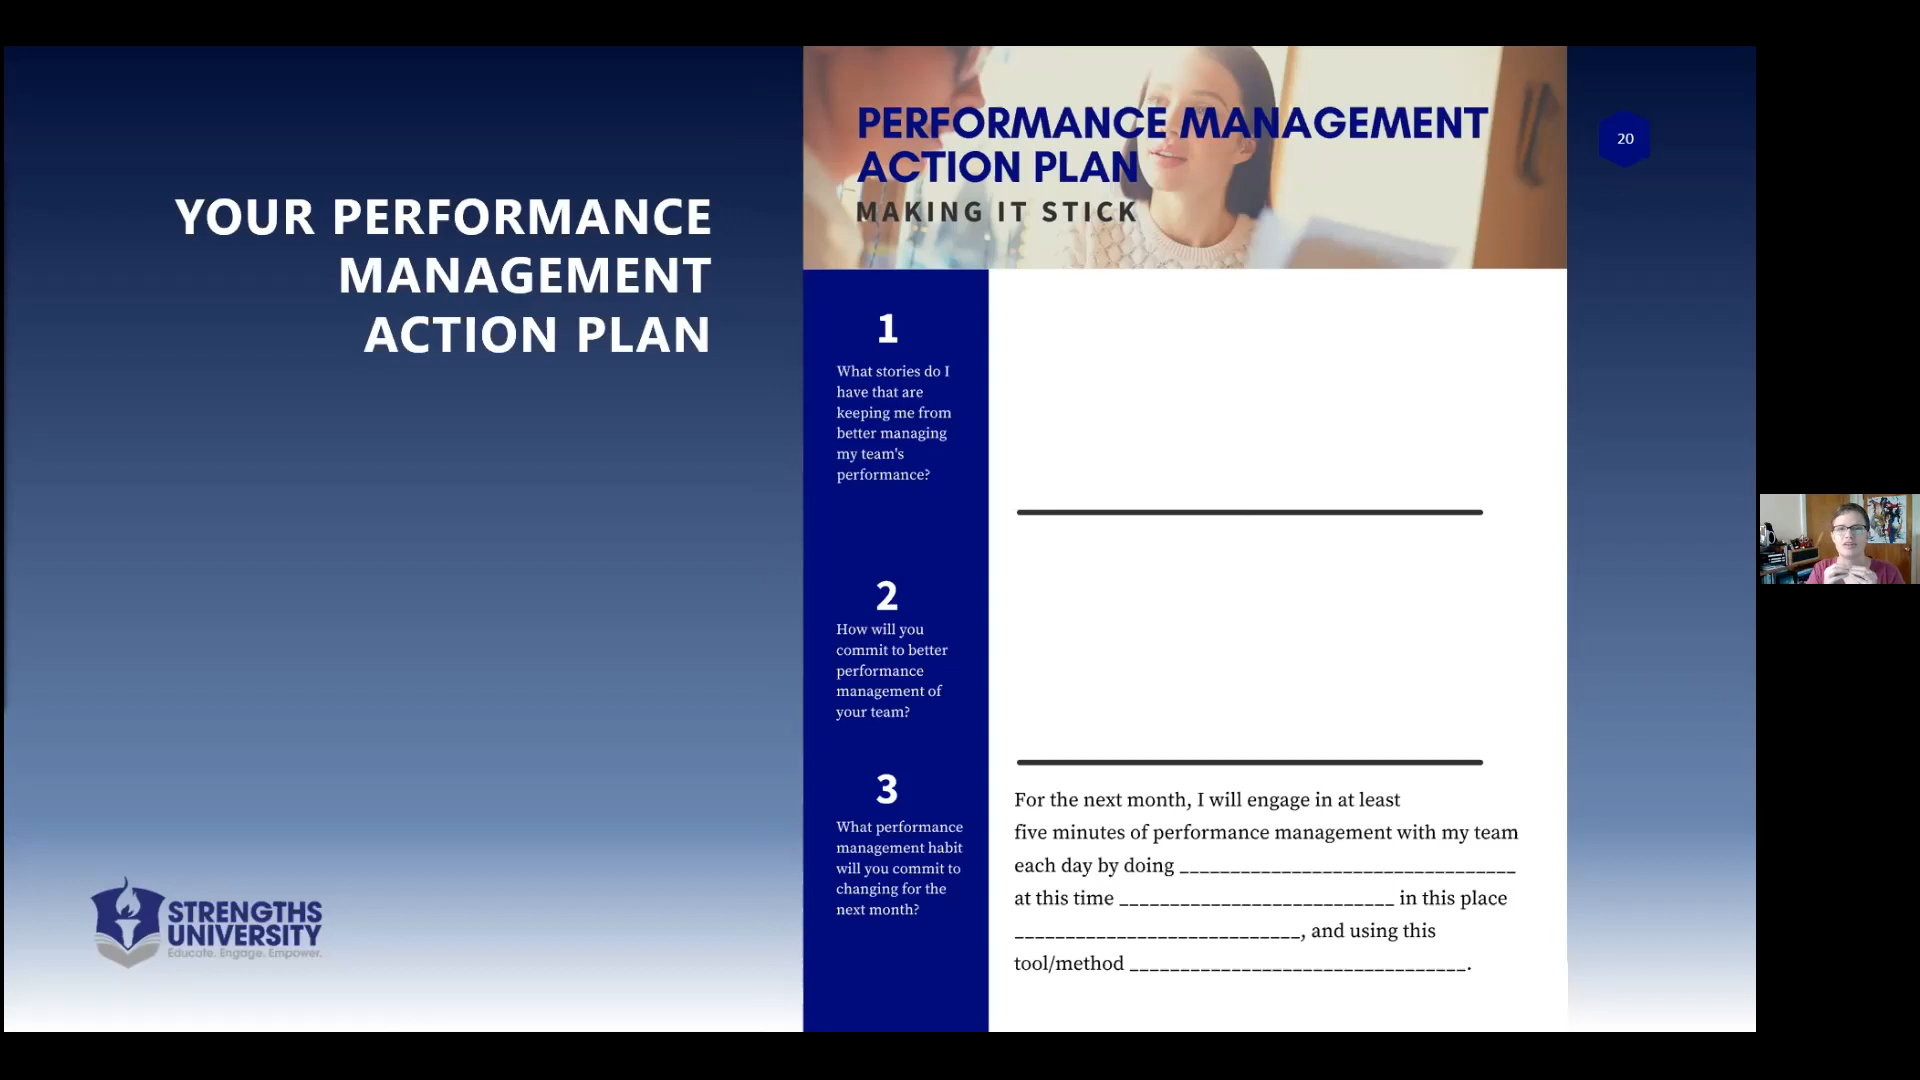 YOUR PERFORMANCE
MANAGEMENT
ACTION PLAN
STRENGTHS
UNIVERSITY
Educate. Engage. Empower.
PERFORMANCE MANAGEMENT
ACTION PLAN
MAKING IT STICK
1
What stories do I
have that are
keeping me from
better managing
my team's
performance?
2
How will you
commit to better
performance
management of
your team?
3
What performance
management habit
will you commit to
changing for the
next month?
For the next month, I will engage in at least
five minutes of performance management with my team
each day by doing _________________________________
at this time ___________________________ in this place
____________________________, and using this
tool/method _________________________________.
20